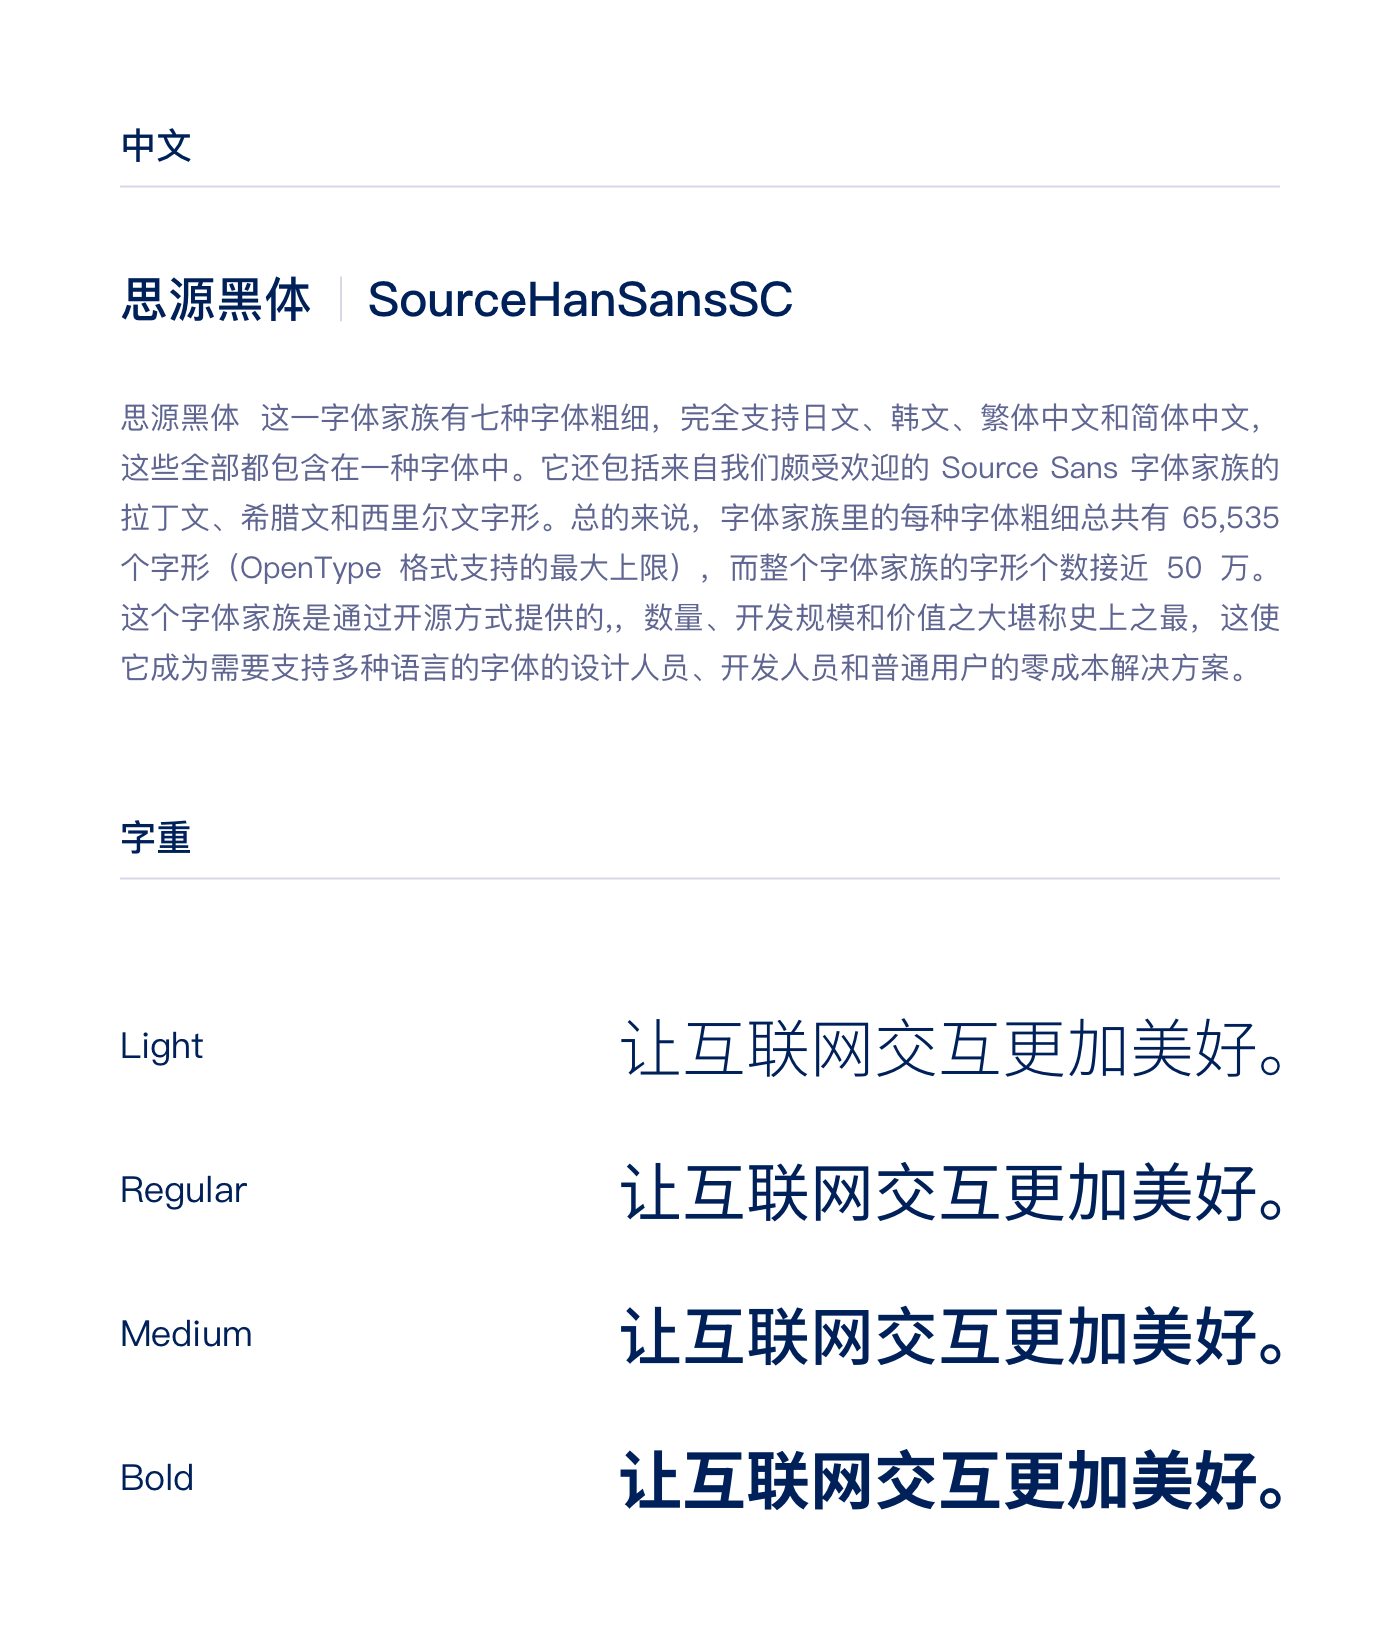 中文
思源黑体 SourceHanSansSC
思源黑体 这一字体家族有七种字体粗细，完全支持日文、韩文、繁体中文和简体中文，
这些全部都包含在一种字体中。它还包括来自我们颇受欢迎的 Source Sans 字体家族的
拉丁文、希腊文和西里尔文字形。总的来说，字体家族里的每种字体粗细总共有 65,535
个字形（OpenType 格式支持的最大上限），而整个字体家族的字形个数接近 50 万。
这个字体家族是通过开源方式提供的,，数量、开发规模和价值之大堪称史上之最，这使
它成为需要支持多种语言的字体的设计人员、开发人员和普通用户的零成本解决方案。
字重
Light 让互联网交互更加美好。
Regular 让互联网交互更加美好。
Medium 让互联网交互更加美好。
Bold 让互联网交互更加美好。